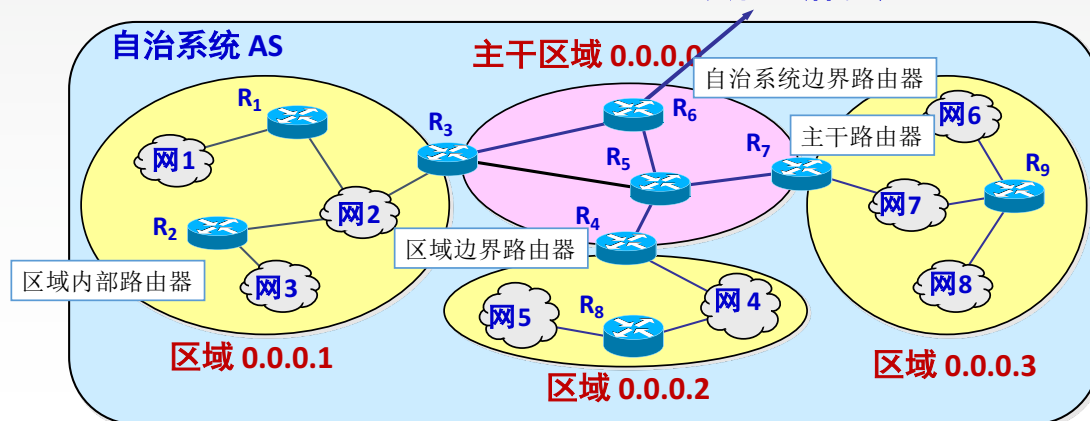 自治系统 AS
主干区域 0.0.0.0
自治系统边界路由器
R1
R3
R6
网6
主干路由器
网1
R5
R7
R9
网2
网7
R2
R4
区域边界路由器
区域内部路由器
网3
网8
网5
R8
网4
区域 0.0.0.1
区域 0.0.0.2
区域 0.0.0.3